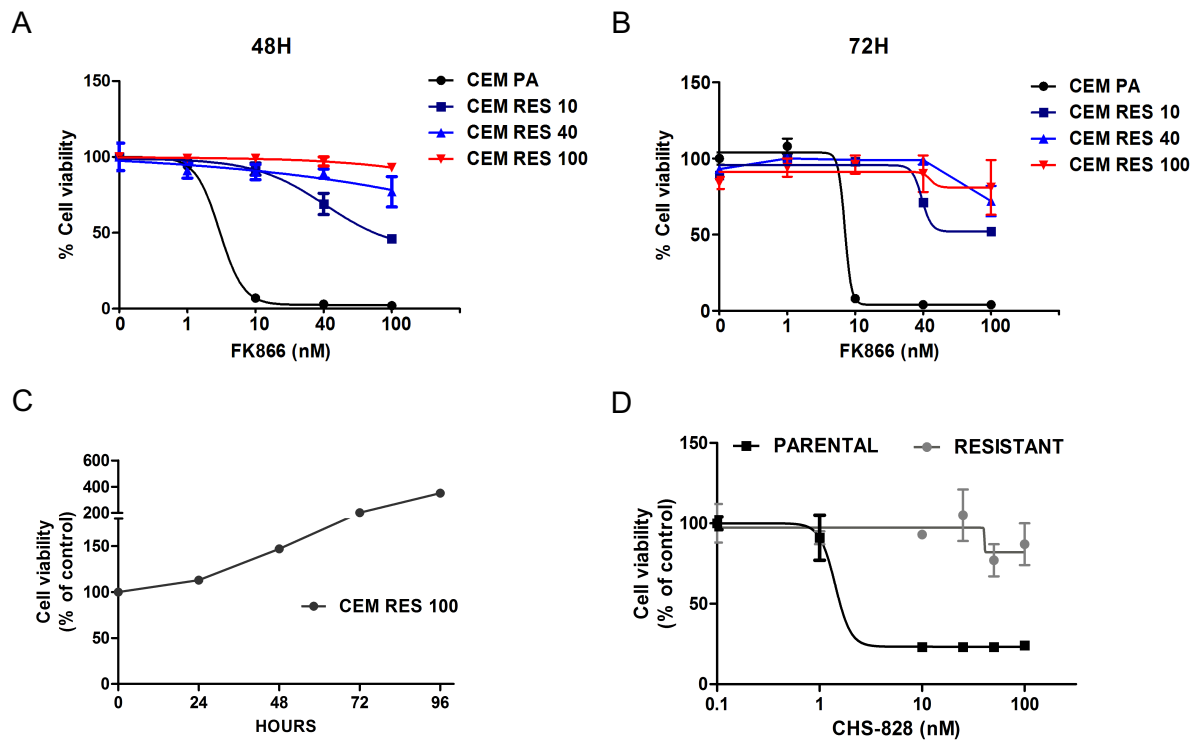 A
48H
150
100
50
0
% Cell viability
0 1 10 40 100
FK866 (nM)
CEM PA
CEM RES 10
CEM RES 40
CEM RES 100
B
72H
150
100
50
0
% Cell viability
0 1 10 40 100
FK866 (nM)
CEM PA
CEM RES 10
CEM RES 40
CEM RES 100
C
600
400
200
150
100
50
0
Cell viability
(% of control)
0 24 48 72 96
HOURS
CEM RES 100
D
150
100
50
0
Cell viability
(% of control)
0.1 1 10 100
CHS-828 (nM)
PARENTAL RESISTANT